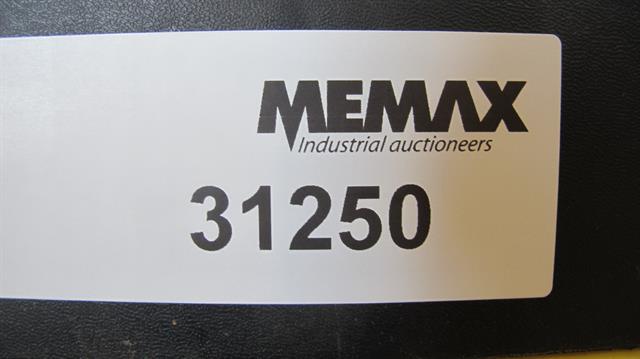 MEMAX
Industrial auctioneers
31250